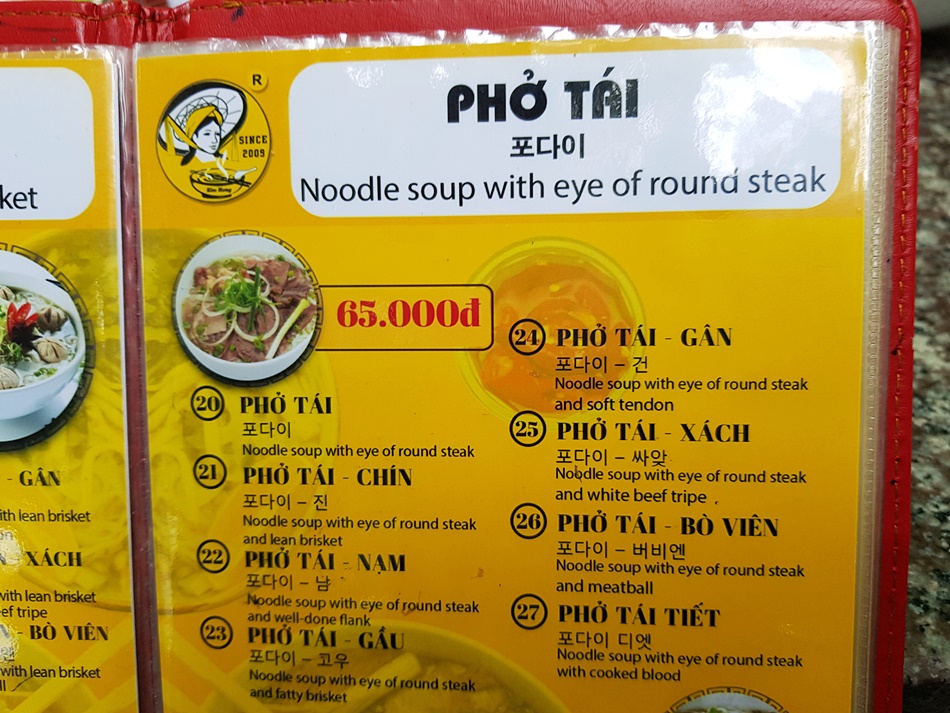 ket
- GÂN
ith lean brisket
XÁCH
with lean brisket
ef tripe
- BÒ VIÊN
with lean brisket
R
SINCE
2009
PHỞ TÁI
포다이
Noodle soup with eye of round steak
65.000đ
20 PHỞ TÁI
포다이
Noodle soup with eye of round steak
21 PHỞ TÁI - CHÍN
포다이 – 진
Noodle soup with eye of round steak
and lean brisket
22 PHỞ TÁI - NẠM
포다이 – 남
Noodle soup with eye of round steak
and well-done flank
23 PHỞ TÁI - GẦU
포다이 – 고우
Noodle soup with eye of round steak
and fatty brisket
24 PHỞ TÁI - GÂN
포다이 – 건
Noodle soup with eye of round steak
and soft tendon
25 PHỞ TÁI - XÁCH
포다이 – 싸앛
Noodle soup with eye of round steak
and white beef tripe
26 PHỞ TÁI - BÒ VIÊN
포다이 – 버비엔
Noodle soup with eye of round steak
and meatball
27 PHỞ TÁI TIẾT
포다이 디엣
Noodle soup with eye of round steak
with cooked blood